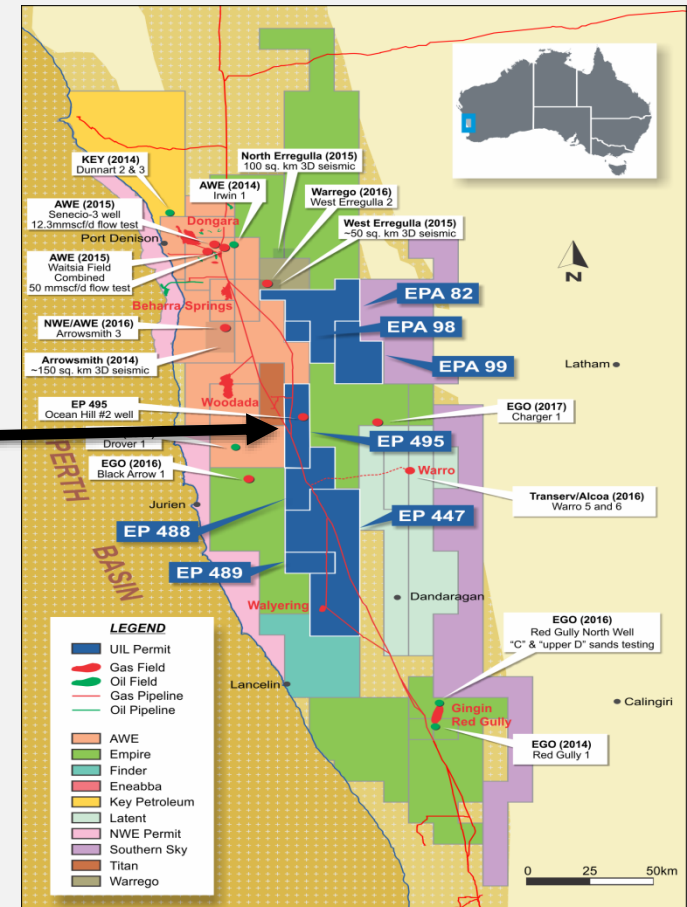 KEY (2014)
Dunnart 2 & 3
North Erregulla (2015)
100 sq. km 3D seismic
AWE (2014)
Irwin 1
Warrego (2016)
West Erregulla 2
AWE (2015)
Senecio-3 well
12.3mmscf/d flow test
Dongara
West Erregulla (2015)
~50 sq. km 3D seismic
Port Denison
AWE (2015)
Waitsia Field
Combined
50 mmscf/d flow test
N
EPA 82
Beharra Springs
EPA 98
NWE/AWE (2016)
Arrowsmith 3
EPA 99
Arrowsmith (2014)
~150 sq. km 3D seismic
Latham
Woodada
EP 495
Ocean Hill #2 well
EGO (2017)
Charger 1
EP 495
Drover 1
EGO (2016)
Black Arrow 1
Warro
Transerv/Alcoa (2016)
Warro 5 and 6
Jurien
PERTH
BASIN
EP 488
EP 447
EP 489
Dandaragan
Walyering
EGO (2016)
Red Gully North Well
"C" & "upper D" sands testing
LEGEND
UIL Permit
Gas Field
Oil Field
Gas Pipeline
Oil Pipeline
Lancelin
Gingin
Red Gully
Calingiri
EGO (2014)
Red Gully 1
AWE
Empire
Finder
Eneabba
Key Petroleum
Latent
NWE Permit
Southern Sky
Titan
Warrego
0 25 50km